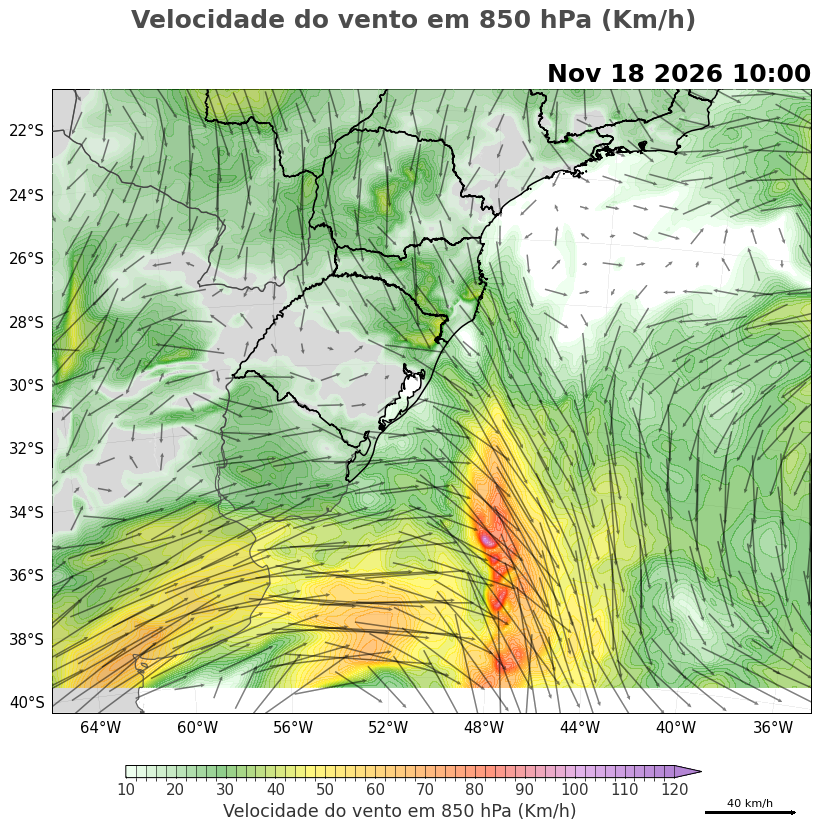 Velocidade do vento em 850 hPa (Km/h)
Nov 18 2026 10:00
22°S
24°S
26°S
28°S
30°S
32°S
34°S
36°S
38°S
40°S
64°W 60°W 56°W 52°W 48°W 44°W 40°W 36°W
10 20 30 40 50 60 70 80 90 100 110 120
Velocidade do vento em 850 hPa (Km/h)
40 km/h